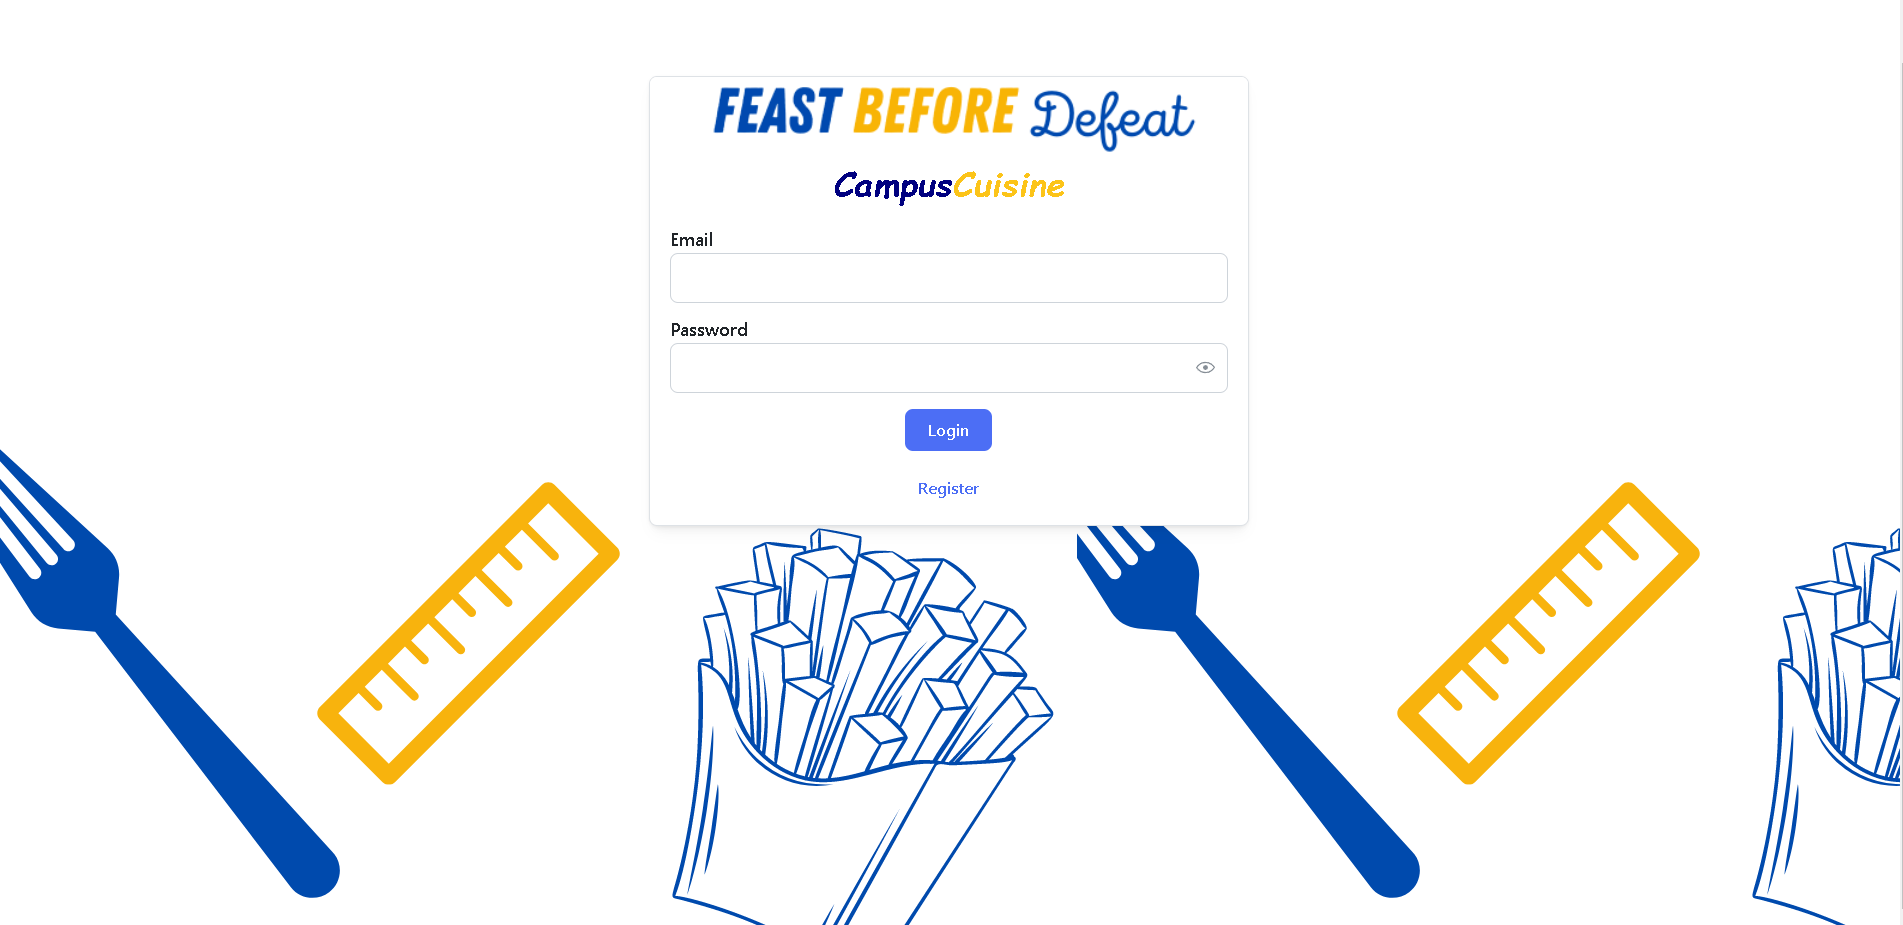 FEAST BEFORE Defeat
CampusCuisine
Email
Password
Login
Register